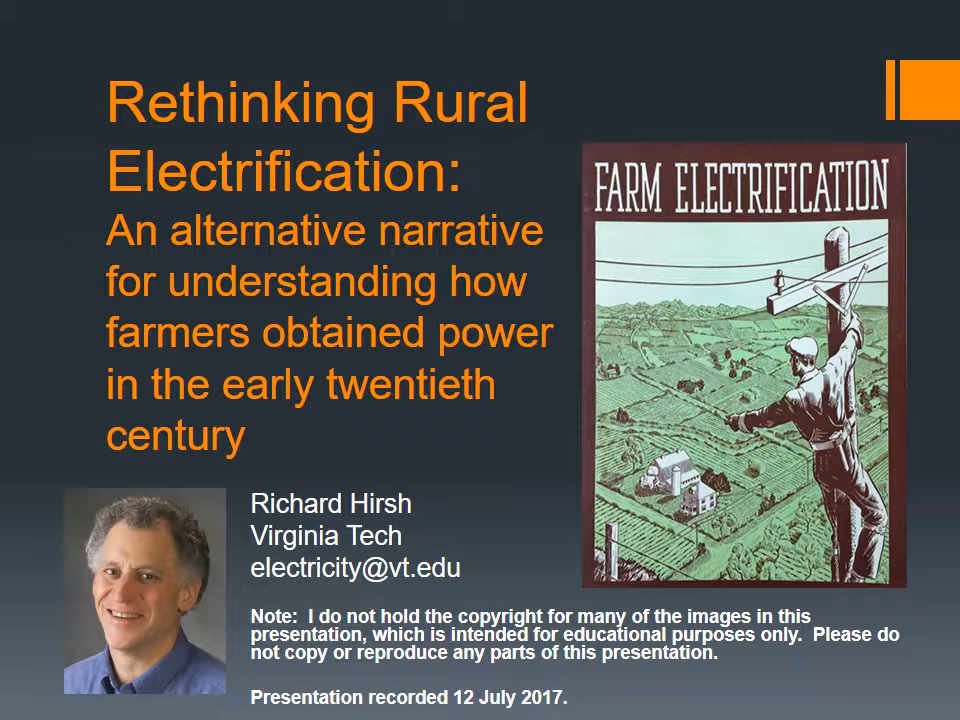 Rethinking Rural
Electrification:
An alternative narrative
for understanding how
farmers obtained power
in the early twentieth
century
FARM ELECTRIFICATION
Richard Hirsh
Virginia Tech
electricity@vt.edu
Note:  I do not hold the copyright for many of the images in this
presentation, which is intended for educational purposes only.  Please do
not copy or reproduce any parts of this presentation.
Presentation recorded 12 July 2017.